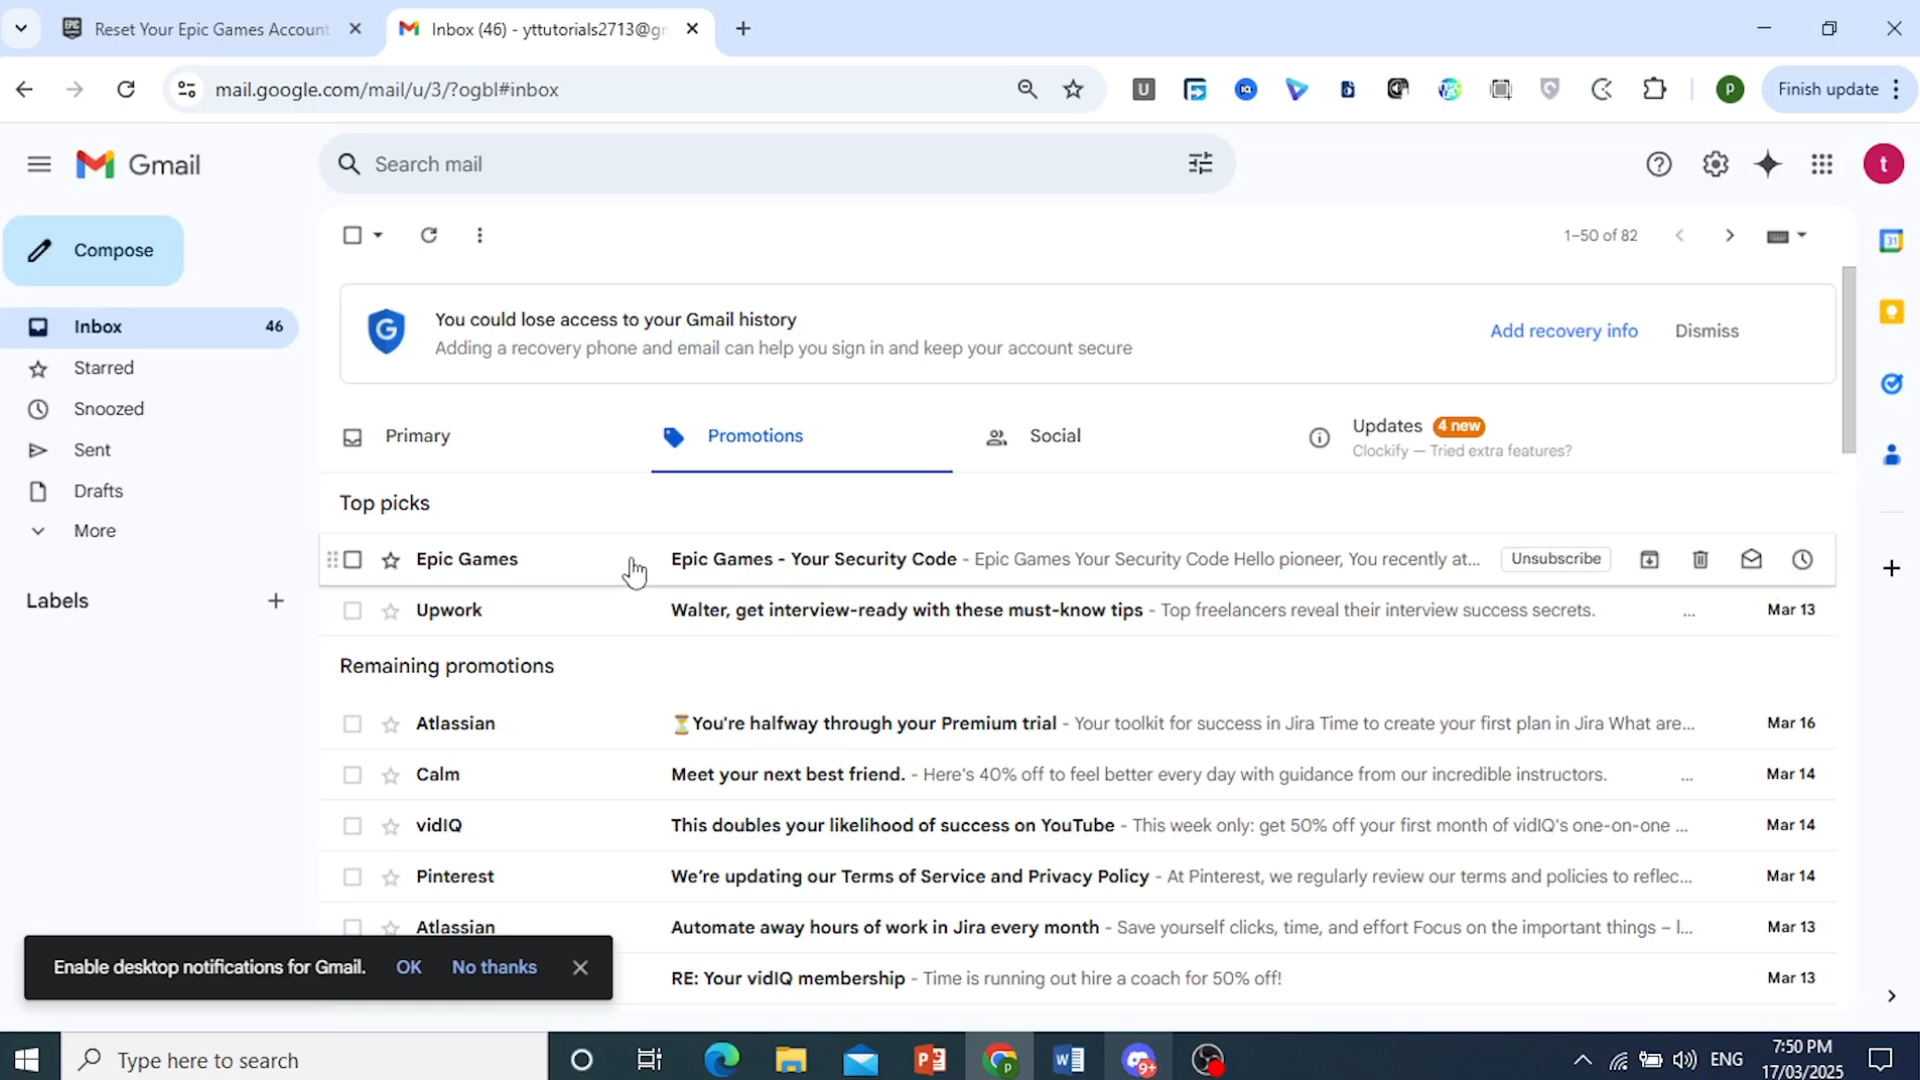 Reset Your Epic Games Account
Inbox (46) - yttutorials2713@gm
mail.google.com/mail/u/3/?ogbl#inbox
Finish update
Gmail
Search mail
Compose
1–50 of 82
Inbox 46
Starred
Snoozed
Sent
Drafts
More
Labels
You could lose access to your Gmail history
Adding a recovery phone and email can help you sign in and keep your account secure
Add recovery info
Dismiss
Primary
Promotions
Social
Updates 4 new
Clockify — Tried extra features?
Top picks
Epic Games Epic Games - Your Security Code - Epic Games Your Security Code Hello pioneer, You recently at... Unsubscribe
Upwork Walter, get interview-ready with these must-know tips - Top freelancers reveal their interview success secrets. ... Mar 13
Remaining promotions
Atlassian ⏳You're halfway through your Premium trial - Your toolkit for success in Jira Time to create your first plan in Jira What are... Mar 16
Calm Meet your next best friend. - Here's 40% off to feel better every day with guidance from our incredible instructors. ... Mar 14
vidIQ This doubles your likelihood of success on YouTube - This week only: get 50% off your first month of vidIQ's one-on-one ... Mar 14
Pinterest We're updating our Terms of Service and Privacy Policy - At Pinterest, we regularly review our terms and policies to reflec... Mar 14
Atlassian Automate away hours of work in Jira every month - Save yourself clicks, time, and effort Focus on the important things – l... Mar 13
RE: Your vidIQ membership - Time is running out hire a coach for 50% off! Mar 13
Enable desktop notifications for Gmail. OK No thanks
Type here to search
ENG
7:50 PM
17/03/2025